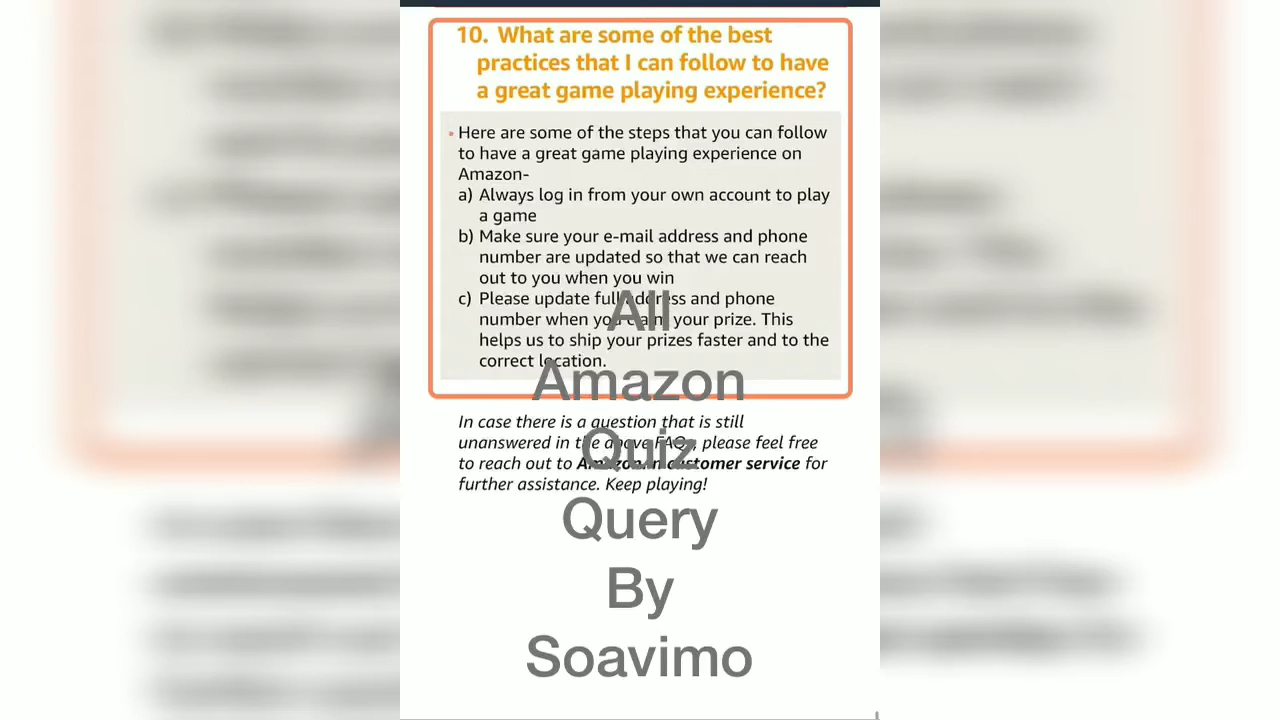 10. What are some of the best
practices that I can follow to have
a great game playing experience?
Here are some of the steps that you can follow
to have a great game playing experience on
Amazon-
a) Always log in from your own account to play
a game
b) Make sure your e-mail address and phone
number are updated so that we can reach
out to you when you win
c) Please update full address and phone
number when you claim your prize. This
helps us to ship your prizes faster and to the
correct location.
In case there is a question that is still
unanswered in the above FAQs, please feel free
to reach out to Amazon.in customer service for
further assistance. Keep playing!
All
Amazon
Quiz
Query
By
Soavimo